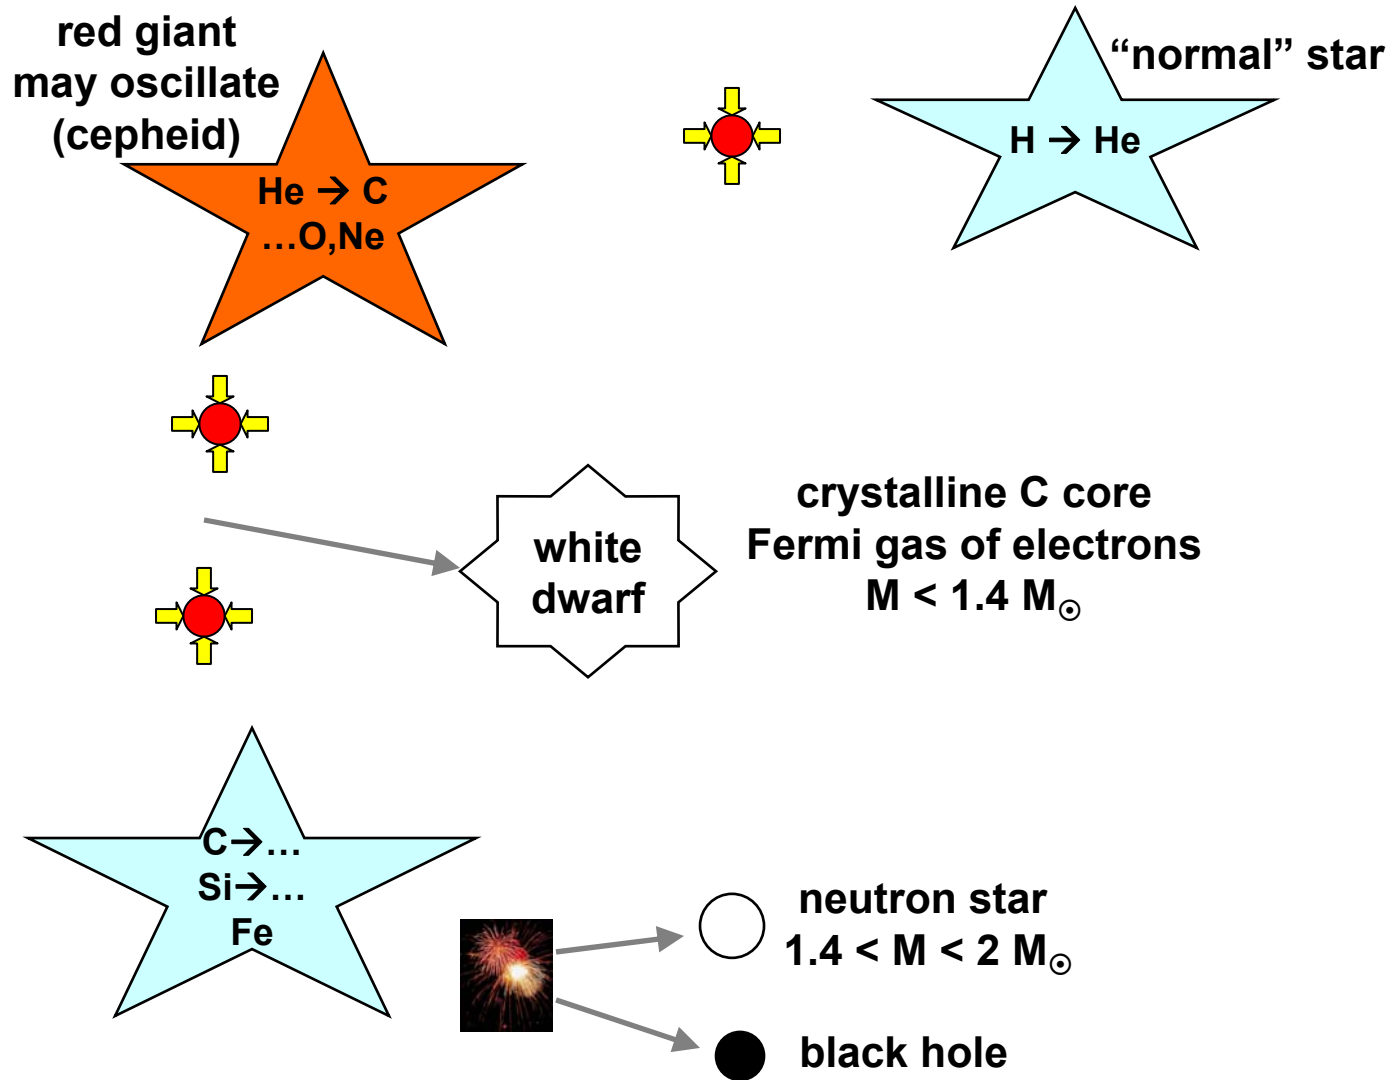 red giant
may oscillate
(cepheid)
He → C
…O,Ne
“normal” star
H → He
white
dwarf
crystalline C core
Fermi gas of electrons
M < 1.4 M☉
C→…
Si→…
Fe
neutron star
1.4 < M < 2 M☉
black hole